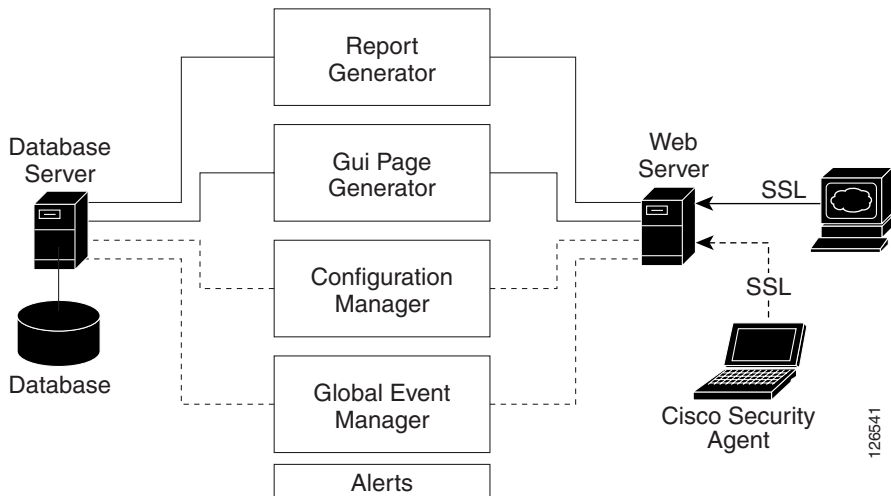 Report
Generator
Database
Server
Gui Page
Generator
Web
Server
SSL
Configuration
Manager
SSL
Database
Global Event
Manager
Cisco Security
Agent
126541
Alerts